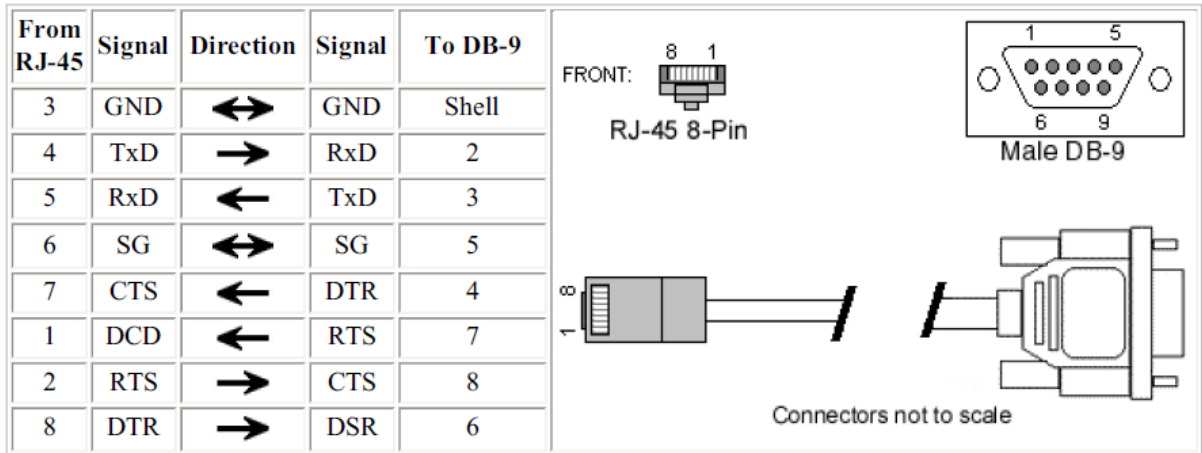 From RJ-45 Signal Direction Signal To DB-9
3 GND GND Shell
4 TxD RxD 2
5 RxD TxD 3
6 SG SG 5
7 CTS DTR 4
1 DCD RTS 7
2 RTS CTS 8
8 DTR DSR 6
8 1
FRONT:
RJ-45 8-Pin
1 5
6 9
Male DB-9
8
1
Connectors not to scale